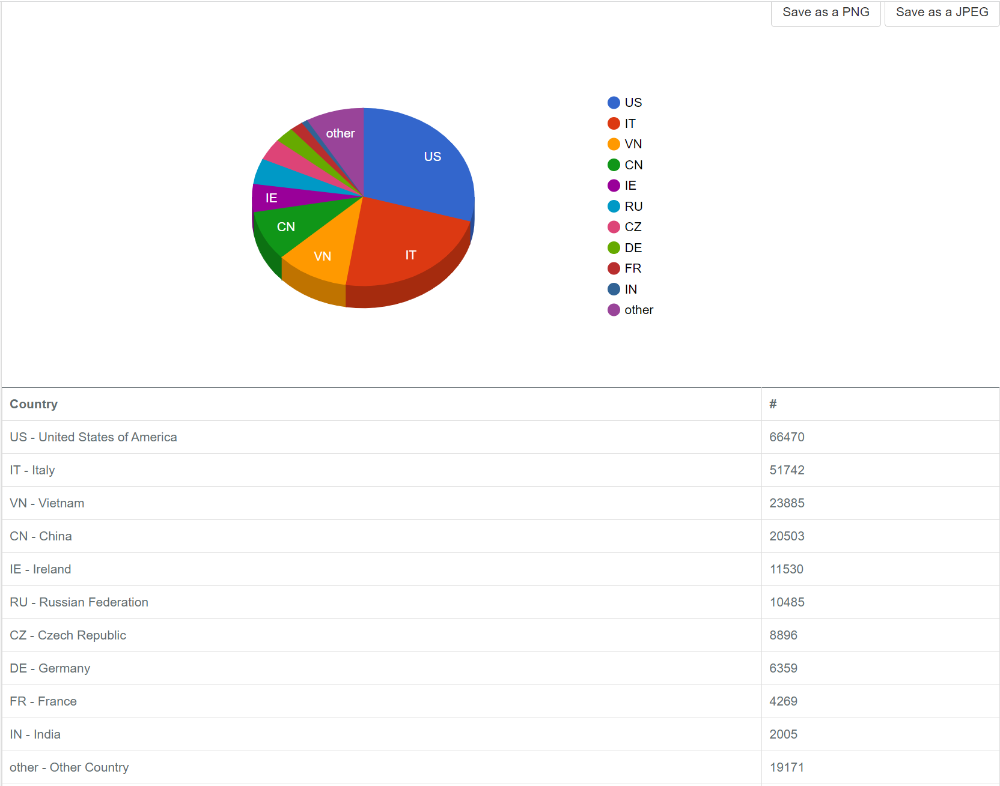 Save as a PNG Save as a JPEG
other
US
IE
CN
VN
IT
US
IT
VN
CN
IE
RU
CZ
DE
FR
IN
other
Country #
US - United States of America 66470
IT - Italy 51742
VN - Vietnam 23885
CN - China 20503
IE - Ireland 11530
RU - Russian Federation 10485
CZ - Czech Republic 8896
DE - Germany 6359
FR - France 4269
IN - India 2005
other - Other Country 19171